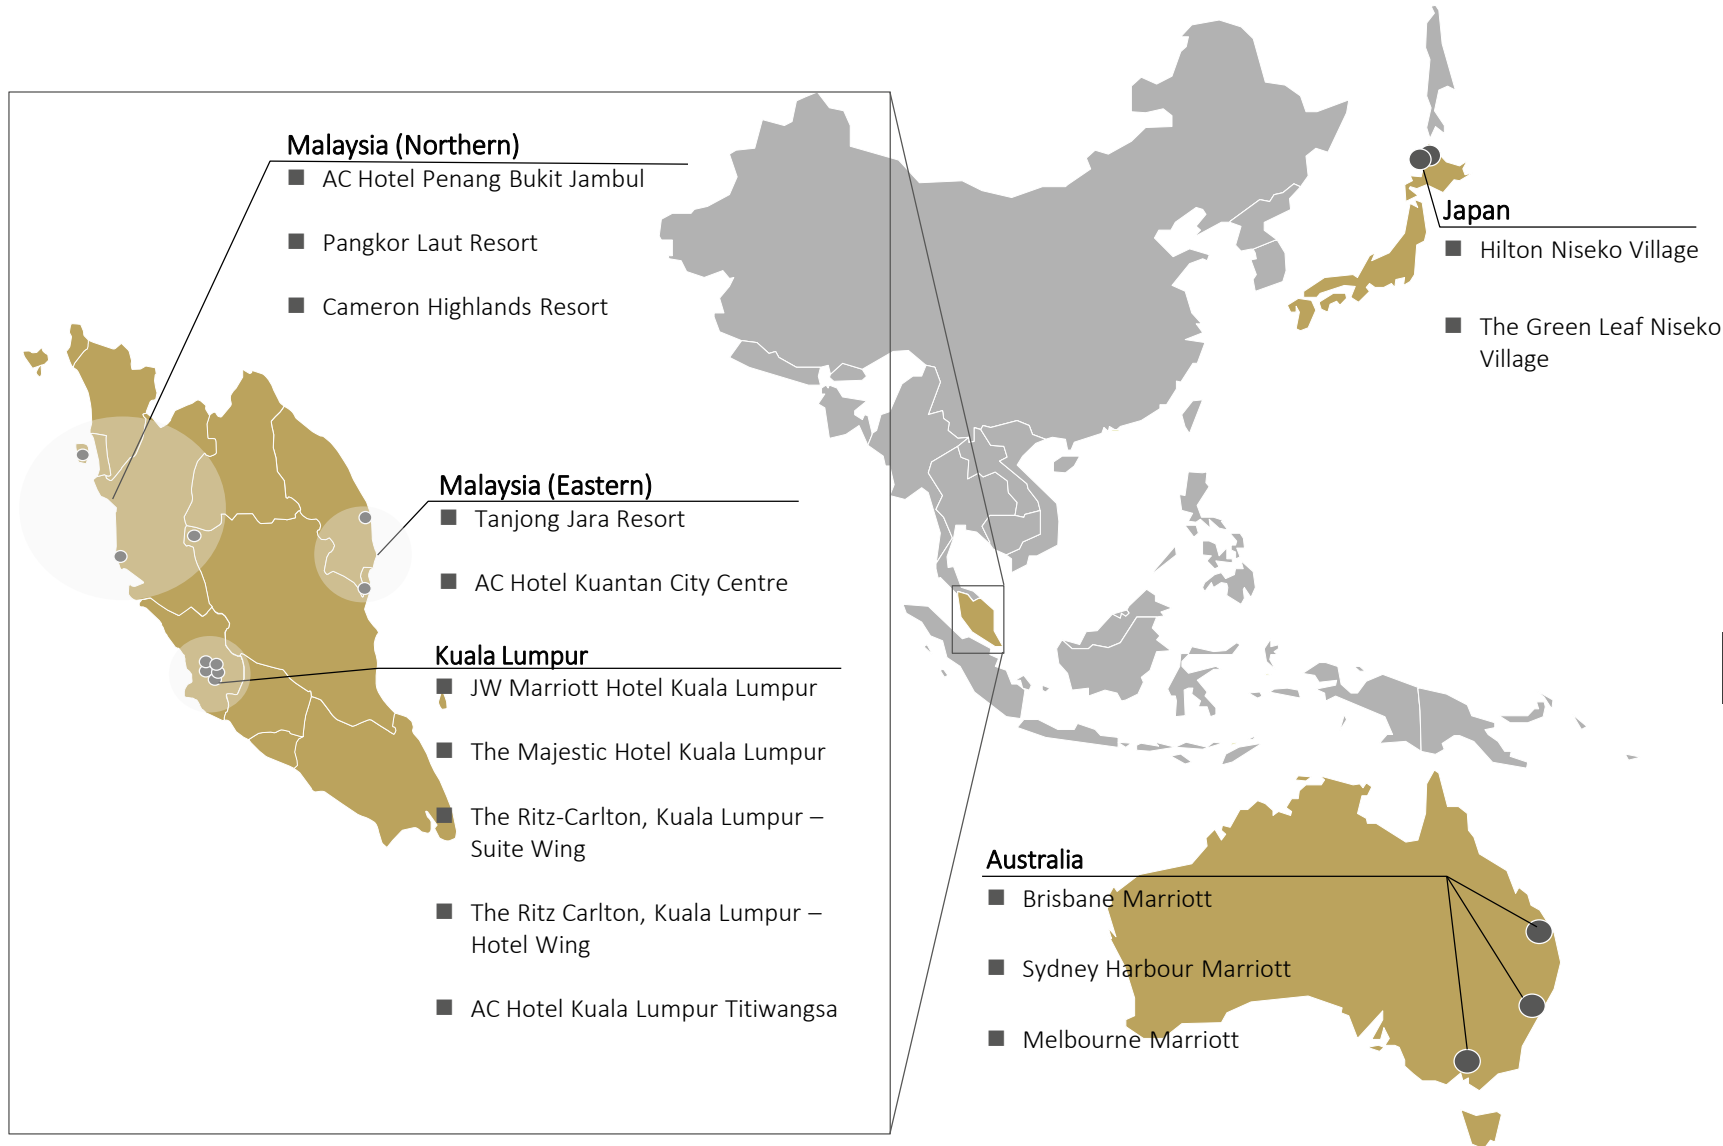 Malaysia (Northern)
AC Hotel Penang Bukit Jambul
Pangkor Laut Resort
Cameron Highlands Resort
Malaysia (Eastern)
Tanjong Jara Resort
AC Hotel Kuantan City Centre
Kuala Lumpur
JW Marriott Hotel Kuala Lumpur
The Majestic Hotel Kuala Lumpur
The Ritz-Carlton, Kuala Lumpur –
Suite Wing
The Ritz Carlton, Kuala Lumpur –
Hotel Wing
AC Hotel Kuala Lumpur Titiwangsa
Japan
Hilton Niseko Village
The Green Leaf Niseko
Village
Australia
Brisbane Marriott
Sydney Harbour Marriott
Melbourne Marriott